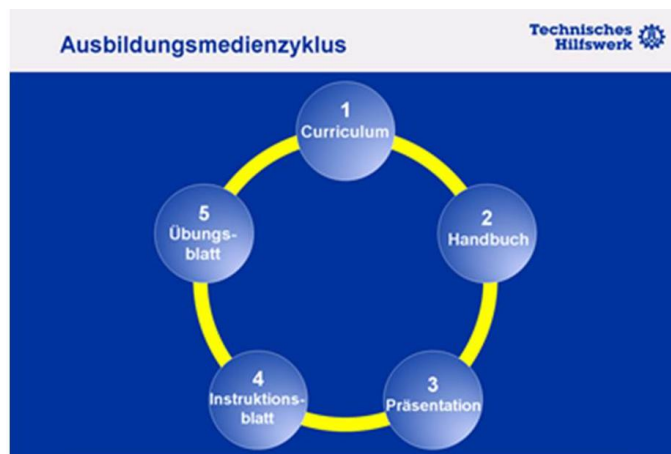 Ausbildungsmedienzyklus
Technisches
Hilfswerk
1
Curriculum
2
Handbuch
3
Präsentation
4
Instruktions-
blatt
5
Übungs-
blatt